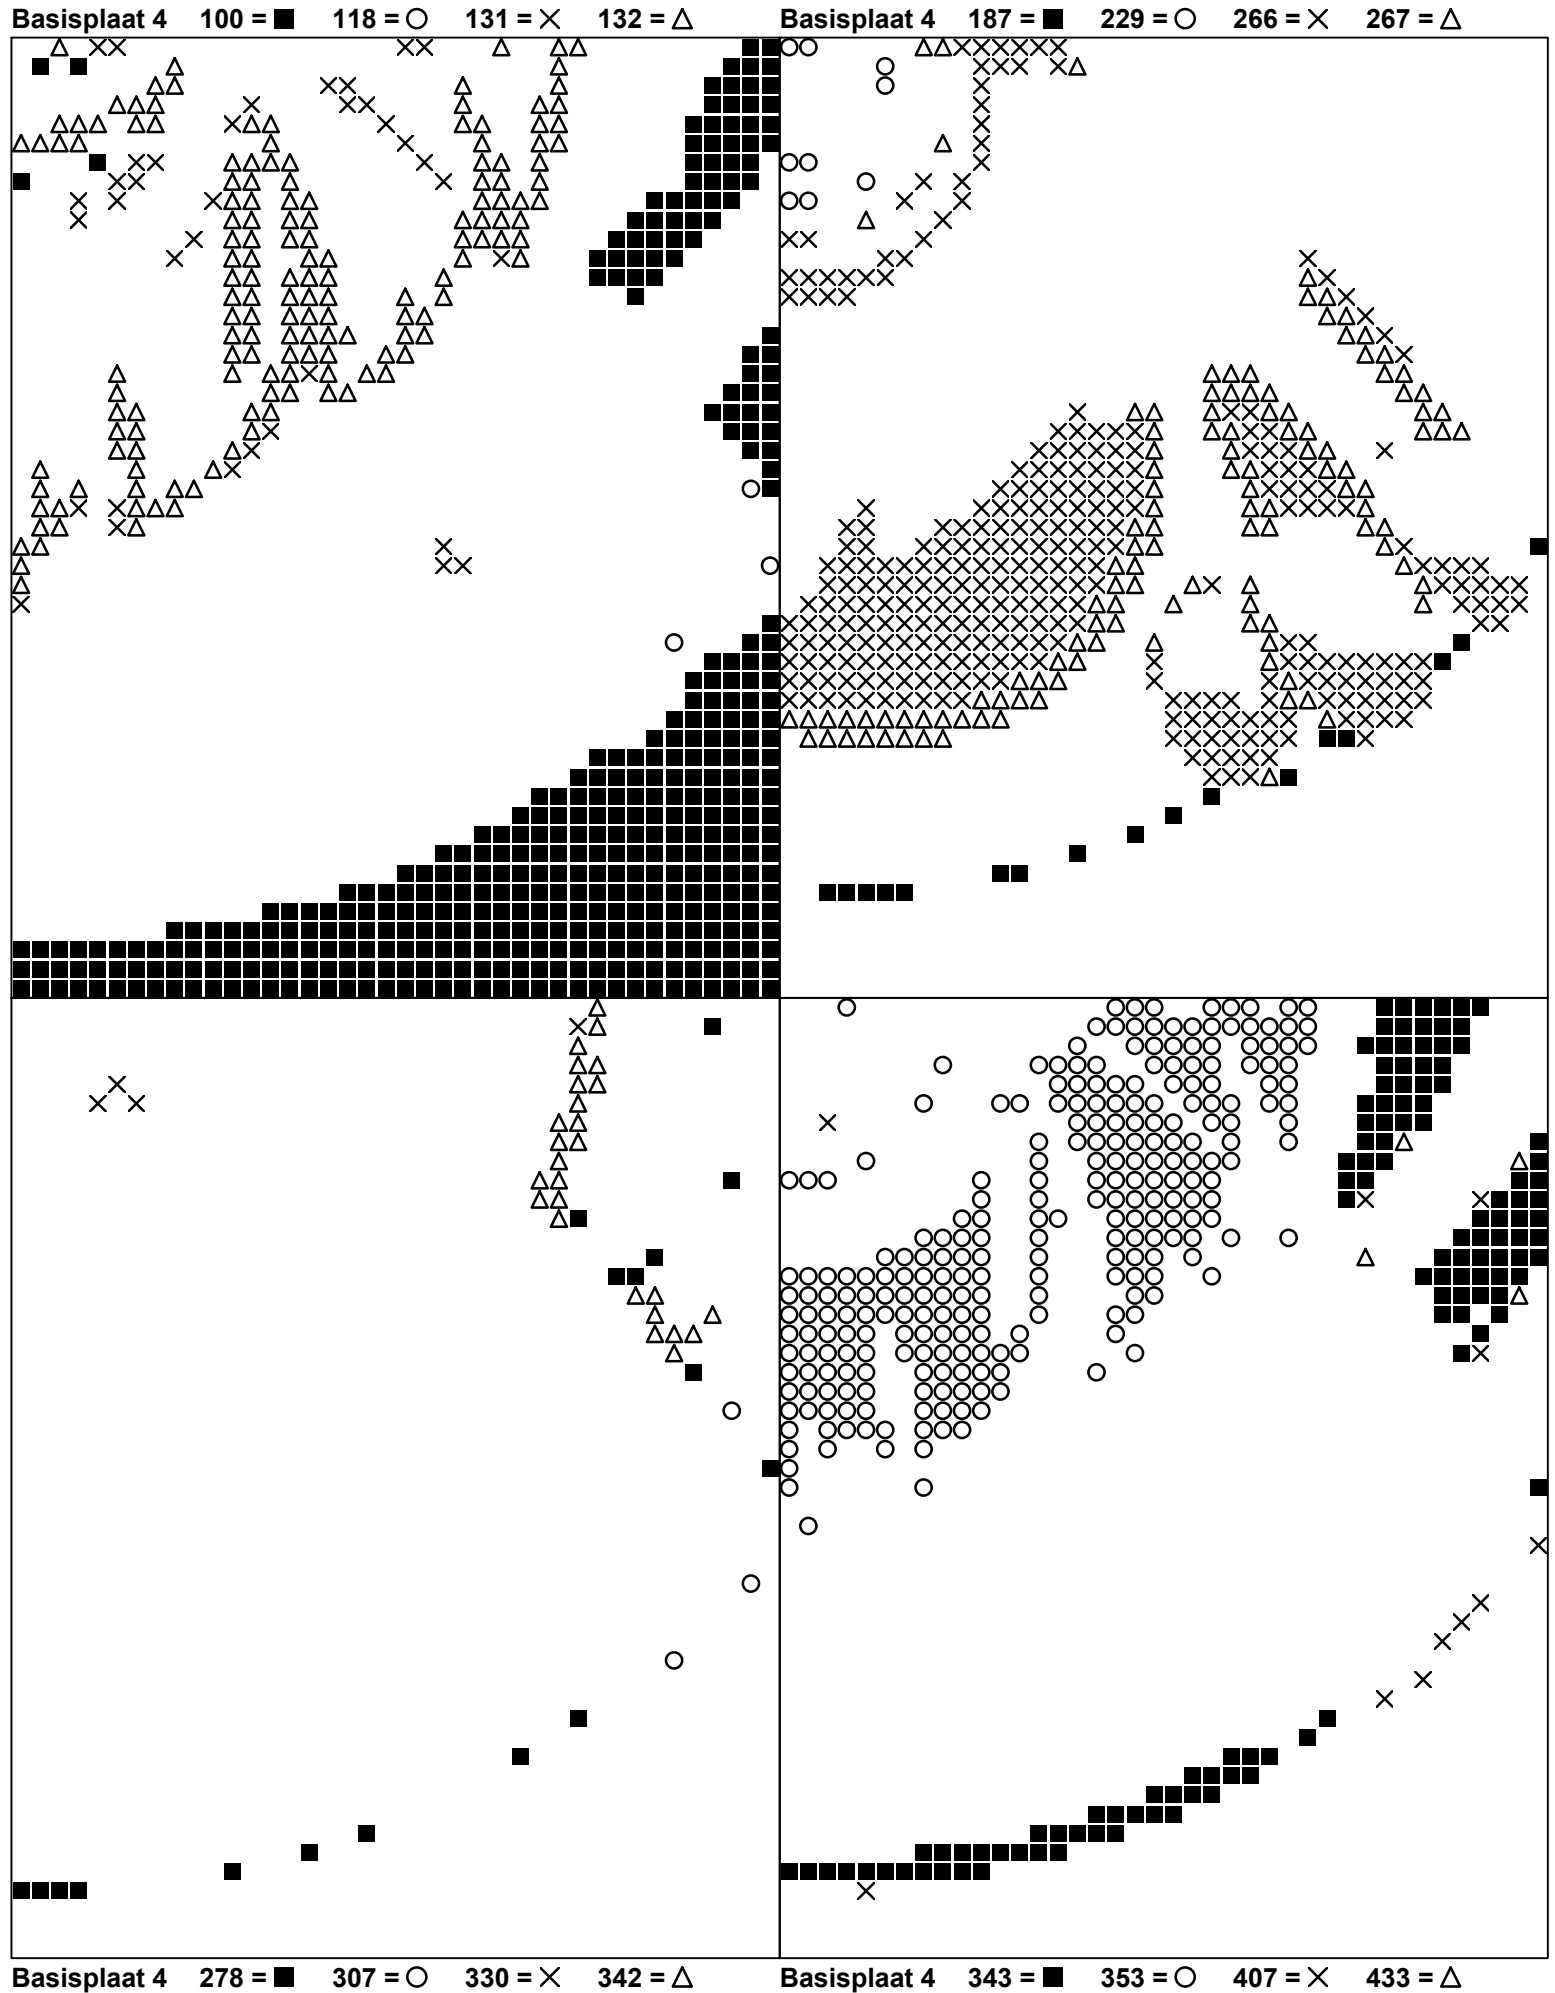 Basisplaat 4 100 = ■ 118 = ○ 131 = × 132 = △
Basisplaat 4 187 = ■ 229 = ○ 266 = × 267 = △
Basisplaat 4 278 = ■ 307 = ○ 330 = × 342 = △
Basisplaat 4 343 = ■ 353 = ○ 407 = × 433 = △